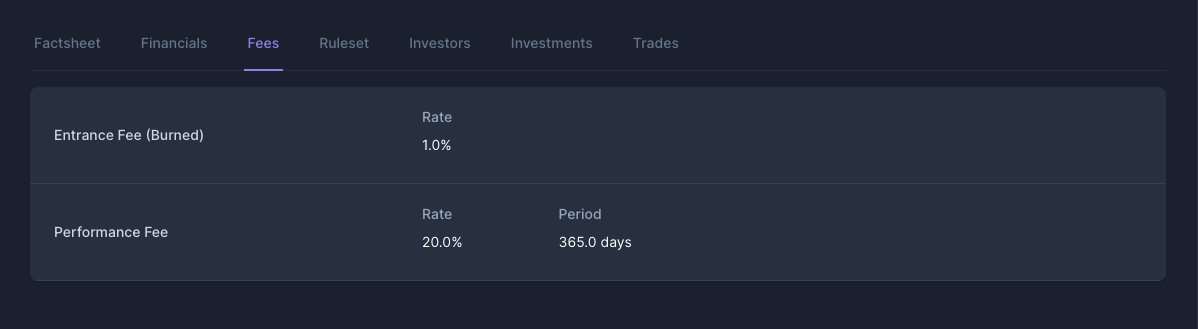 Factsheet Financials Fees Ruleset Investors Investments Trades
Entrance Fee (Burned)
Rate
1.0%
Performance Fee
Rate
20.0%
Period
365.0 days